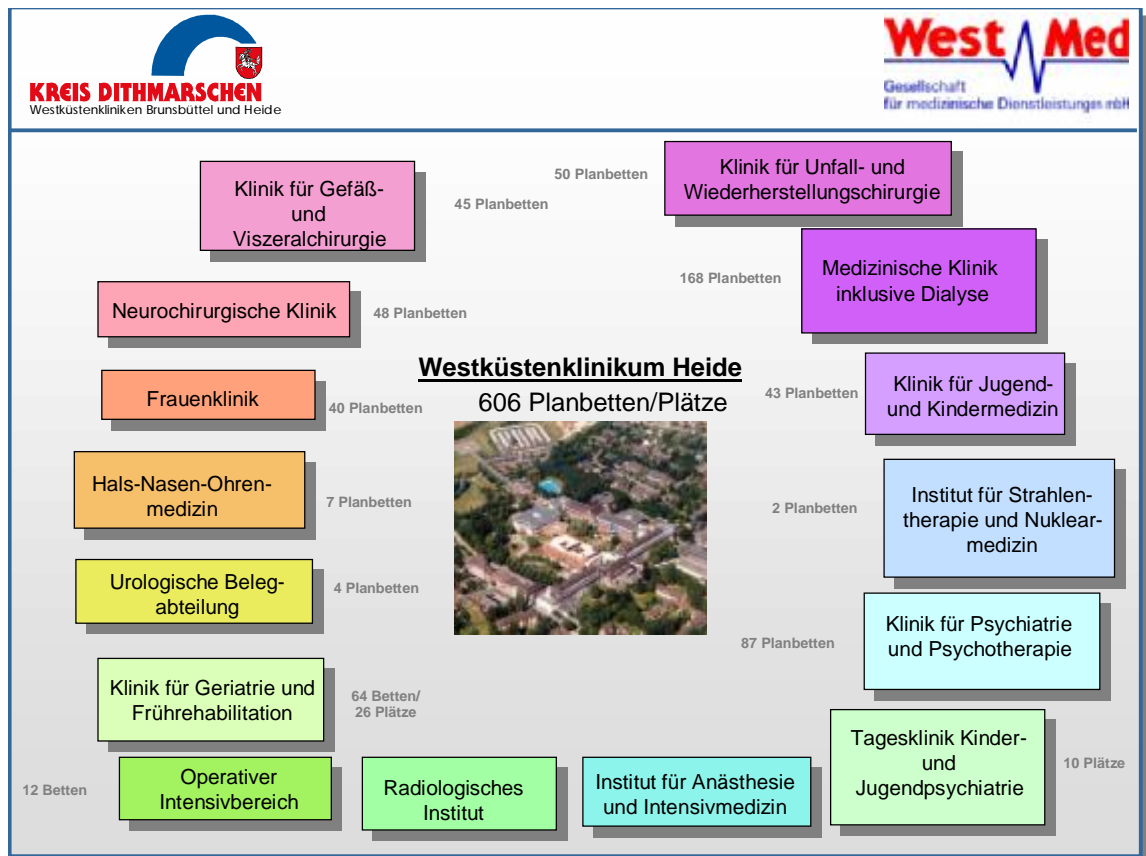 West Med
Gesellschaft
für medizinische Dienstleistungen mbH
KREIS DITHMARSCHEN
Westküstenkliniken Brunsbüttel und Heide
Klinik für Gefäß-
und
Viszeralchirurgie
45 Planbetten
50 Planbetten
Klinik für Unfall- und
Wiederherstellungschirurgie
Neurochirurgische Klinik
48 Planbetten
168 Planbetten
Medizinische Klinik
inklusive Dialyse
Westküstenklinikum Heide
606 Planbetten/Plätze
Frauenklinik
40 Planbetten
43 Planbetten
Klinik für Jugend-
und Kindermedizin
Hals-Nasen-Ohren-
medizin
7 Planbetten
2 Planbetten
Institut für Strahlen-
therapie und Nuklear-
medizin
Urologische Beleg-
abteilung
4 Planbetten
87 Planbetten
Klinik für Psychiatrie
und Psychotherapie
Klinik für Geriatrie und
Frührehabilitation
64 Betten/
26 Plätze
Tagesklinik Kinder-
und
Jugendpsychiatrie
10 Plätze
12 Betten
Operativer
Intensivbereich
Radiologisches
Institut
Institut für Anästhesie
und Intensivmedizin